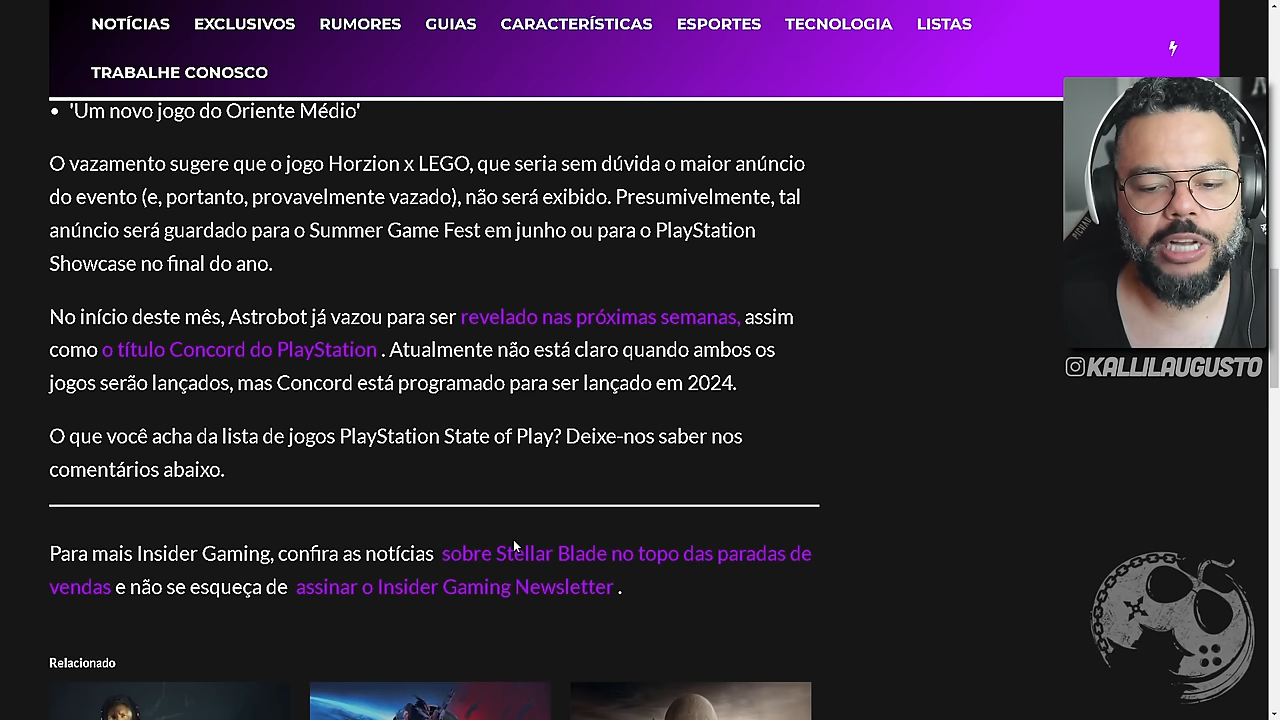 NOTÍCIAS EXCLUSIVOS RUMORES GUIAS CARACTERÍSTICAS ESPORTES TECNOLOGIA LISTAS
TRABALHE CONOSCO
• 'Um novo jogo do Oriente Médio'
O vazamento sugere que o jogo Horzion x LEGO, que seria sem dúvida o maior anúncio
do evento (e, portanto, provavelmente vazado), não será exibido. Presumivelmente, tal
anúncio será guardado para o Summer Game Fest em junho ou para o PlayStation
Showcase no final do ano.
No início deste mês, Astrobot já vazou para ser revelado nas próximas semanas, assim
como o título Concord do PlayStation . Atualmente não está claro quando ambos os
jogos serão lançados, mas Concord está programado para ser lançado em 2024.
O que você acha da lista de jogos PlayStation State of Play? Deixe-nos saber nos
comentários abaixo.
Para mais Insider Gaming, confira as notícias sobre Stellar Blade no topo das paradas de
vendas e não se esqueça de assinar o Insider Gaming Newsletter .
Relacionado
KALLILAUGUSTO